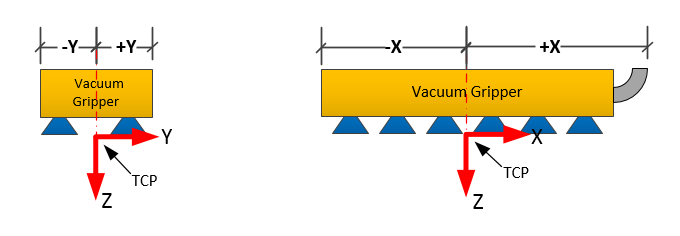 -Y +Y
Vacuum
Gripper
Y
TCP
Z
-X +X
Vacuum Gripper
X
TCP
Z